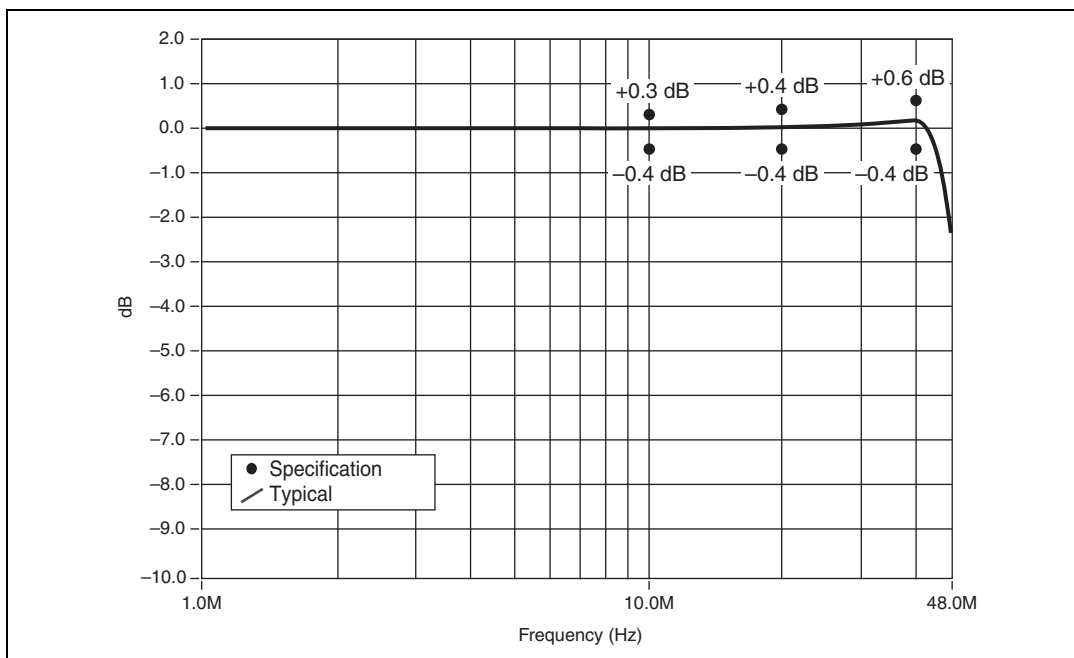 2.0
1.0
0.0
–1.0
–2.0
–3.0
–4.0
–5.0
–6.0
–7.0
–8.0
–9.0
–10.0
dB
+0.3 dB
+0.4 dB
+0.6 dB
–0.4 dB
–0.4 dB
–0.4 dB
Specification
Typical
1.0M
10.0M
48.0M
Frequency (Hz)